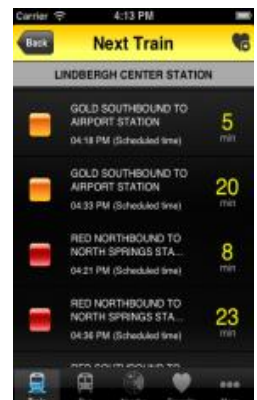 Carrier 4:13 PM
Back Next Train
LINDBERGH CENTER STATION
GOLD SOUTHBOUND TO
AIRPORT STATION
04:18 PM (Scheduled time)
5
min
GOLD SOUTHBOUND TO
AIRPORT STATION
04:33 PM (Scheduled time)
20
min
RED NORTHBOUND TO
NORTH SPRINGS STA...
04:21 PM (Scheduled time)
8
min
RED NORTHBOUND TO
NORTH SPRINGS STA...
04:36 PM (Scheduled time)
23
min
RED SOUTHBOUND TO